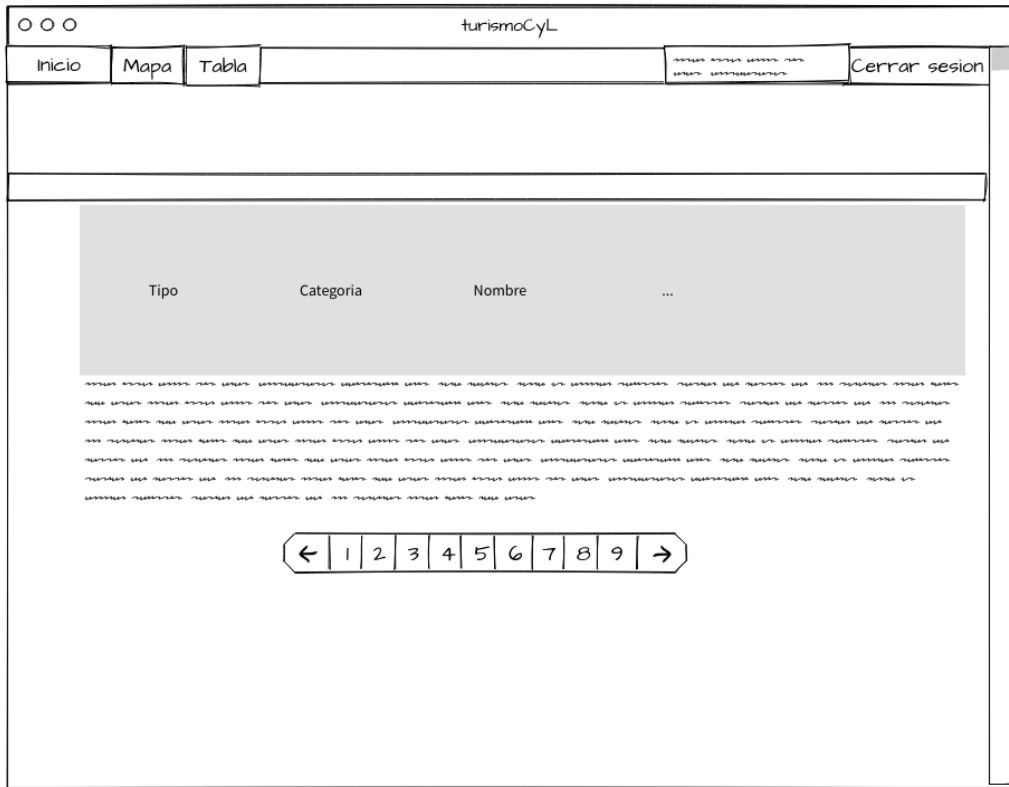 turismoCyL
Inicio Mapa Tabla Cerrar sesion
Tipo Categoria Nombre ...
← 1 2 3 4 5 6 7 8 9 →